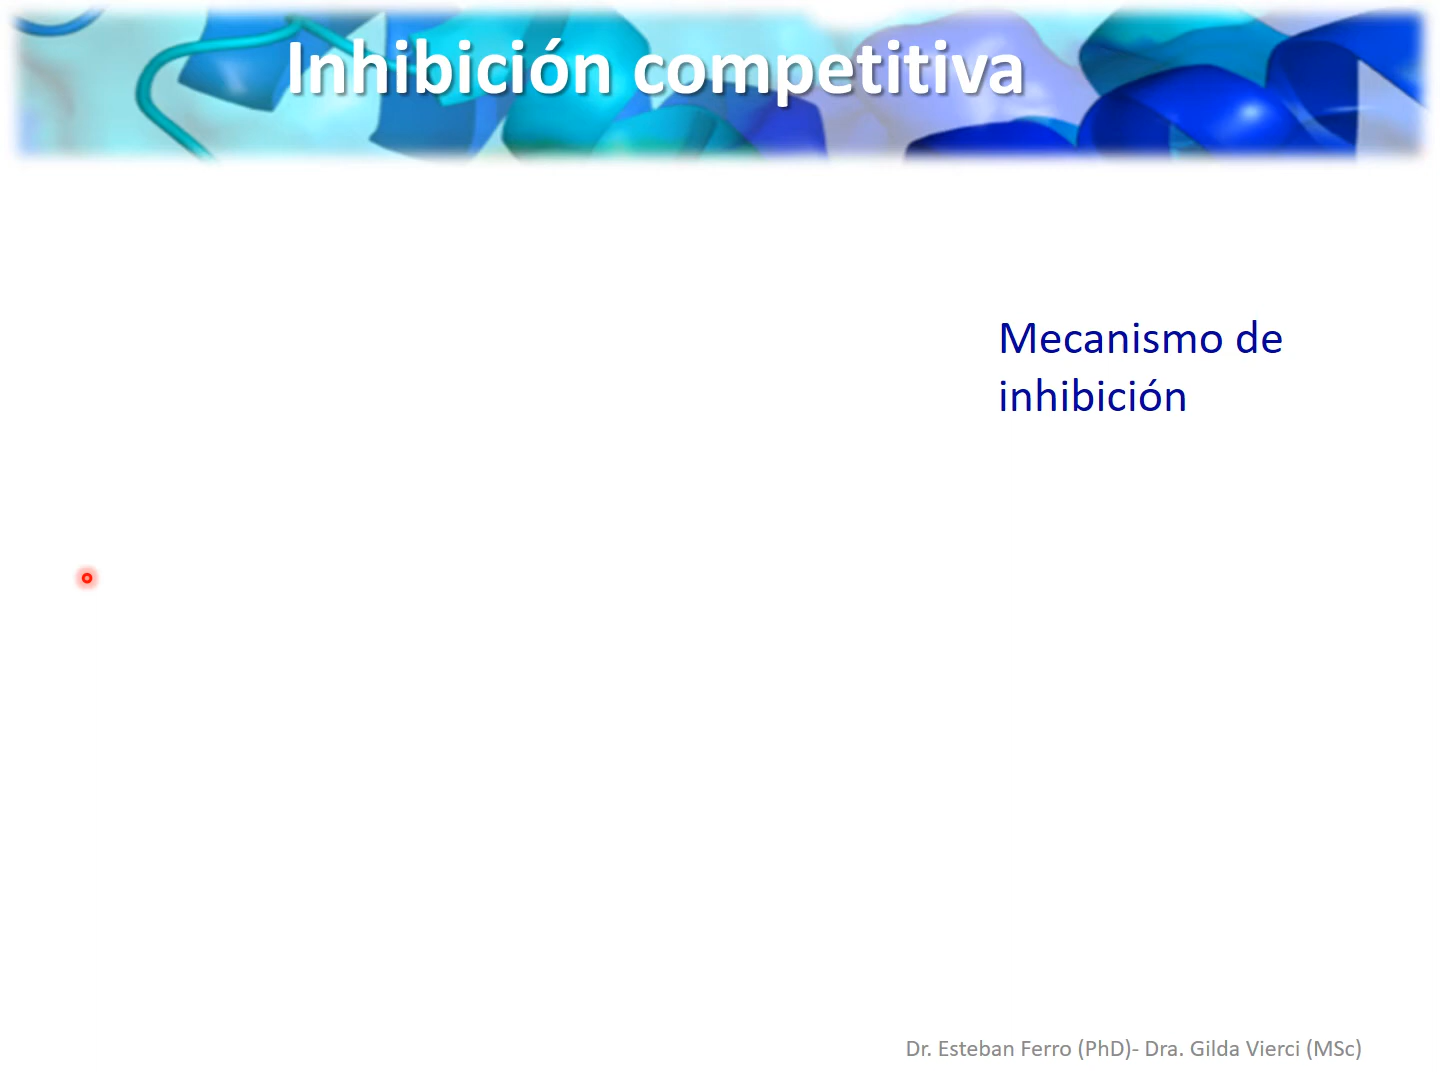 Inhibición competitiva
Mecanismo de
inhibición
Dr. Esteban Ferro (PhD)- Dra. Gilda Vierci (MSc)